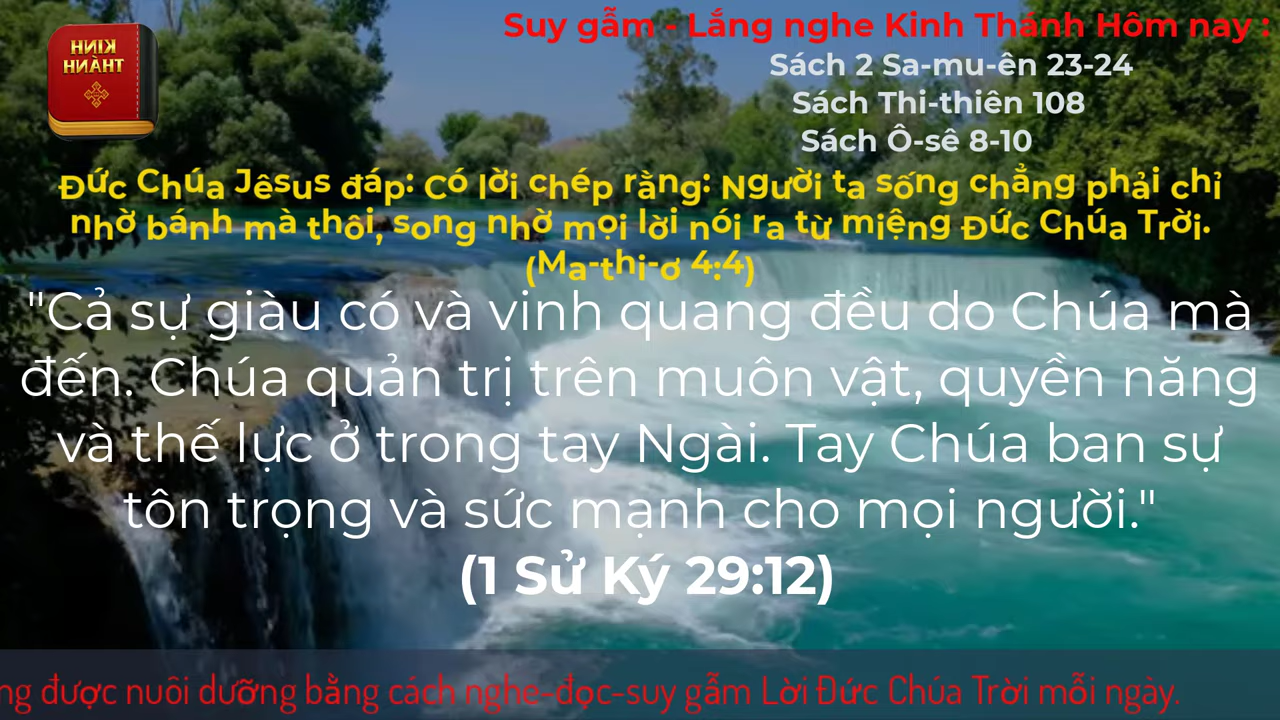 KINH
THÁNH
Suy gẫm - Lắng nghe Kinh Thánh Hôm nay :
Sách 2 Sa-mu-ên 23-24
Sách Thi-thiên 108
Sách Ô-sê 8-10
Đức Chúa Jêsus đáp: Có lời chép rằng: Người ta sống chẳng phải chỉ
nhờ bánh mà thôi, song nhờ mọi lời nói ra từ miệng Đức Chúa Trời.
(Ma-thi-ơ 4:4)
"Cả sự giàu có và vinh quang đều do Chúa mà
đến. Chúa quản trị trên muôn vật, quyền năng
và thế lực ở trong tay Ngài. Tay Chúa ban sự
tôn trọng và sức mạnh cho mọi người."
(1 Sử Ký 29:12)
được nuôi dưỡng bằng cách nghe-đọc-suy gẫm Lời Đức Chúa Trời mỗi ngày.